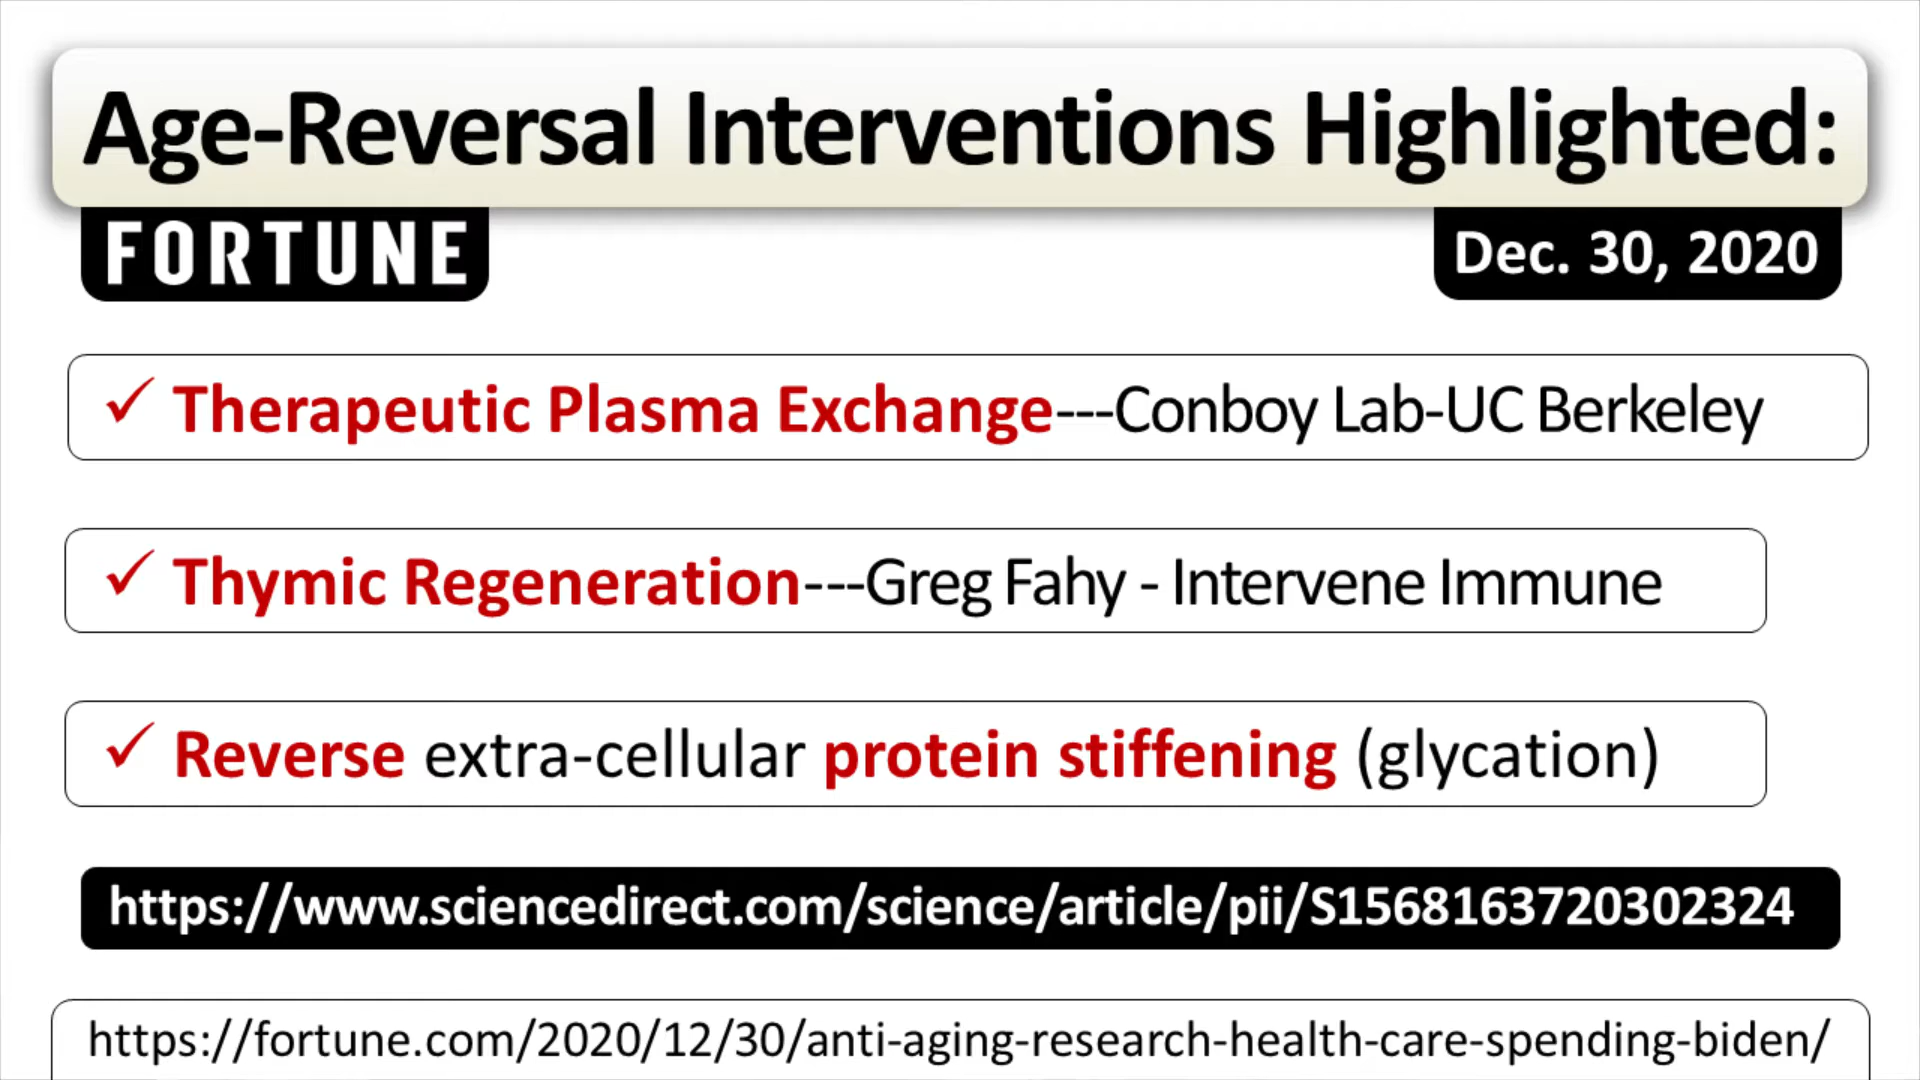 Age-Reversal Interventions Highlighted:
FORTUNE
Dec. 30, 2020
✓ Therapeutic Plasma Exchange---Conboy Lab-UC Berkeley
✓ Thymic Regeneration---Greg Fahy - Intervene Immune
✓ Reverse extra-cellular protein stiffening (glycation)
https://www.sciencedirect.com/science/article/pii/S1568163720302324
https://fortune.com/2020/12/30/anti-aging-research-health-care-spending-biden/